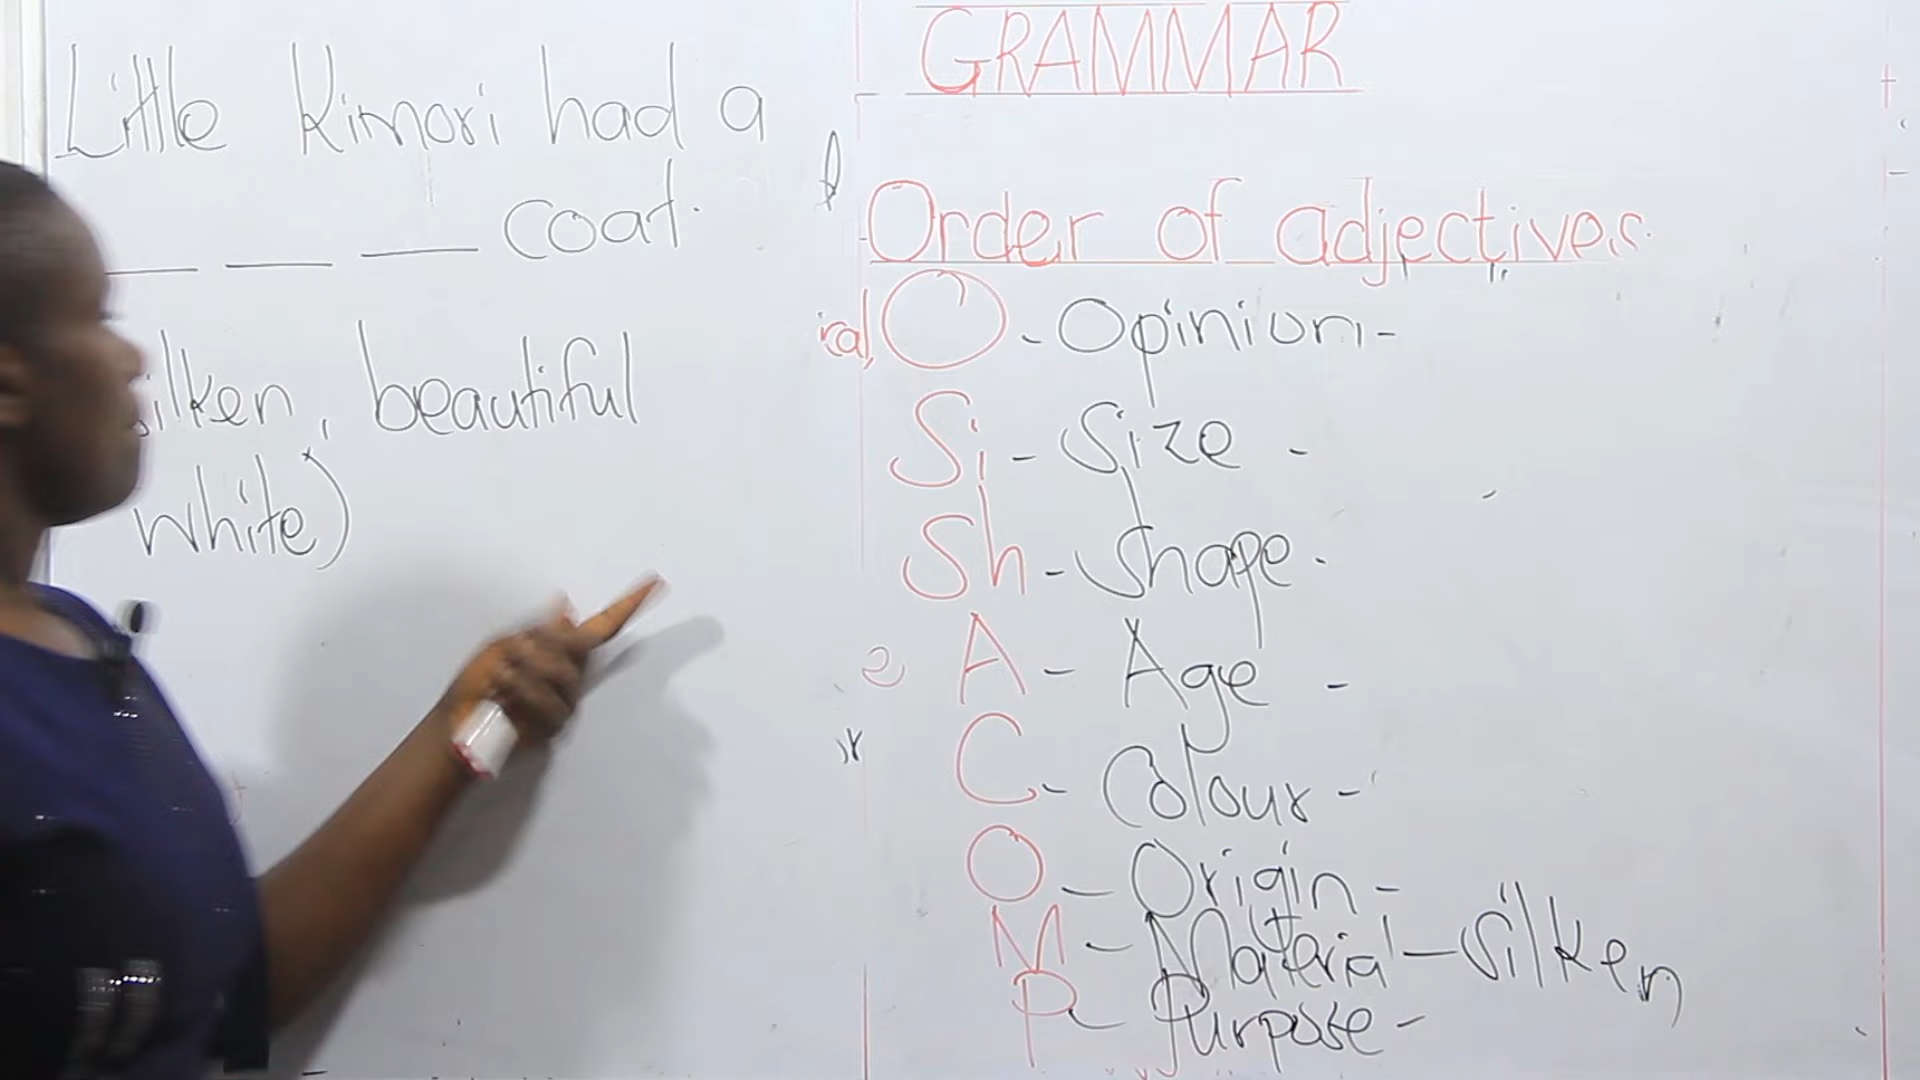 Little Kimori had a
___ ___ ___ coat.
silken, beautiful
white)
GRAMMAR
Order of adjectives
O - Opinion -
Si - Size -
Sh - Shape -
A - Age -
C - Colour -
O - Origin -
M - Material - Silken
P - Purpose -